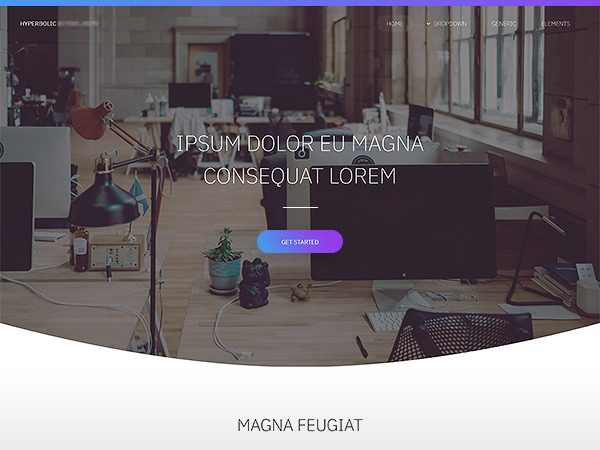 HYPERBOLIC
HOME
DROPDOWN
GENERIC
ELEMENTS
IPSUM DOLOR EU MAGNA
CONSEQUAT LOREM
GET STARTED
MAGNA FEUGIAT